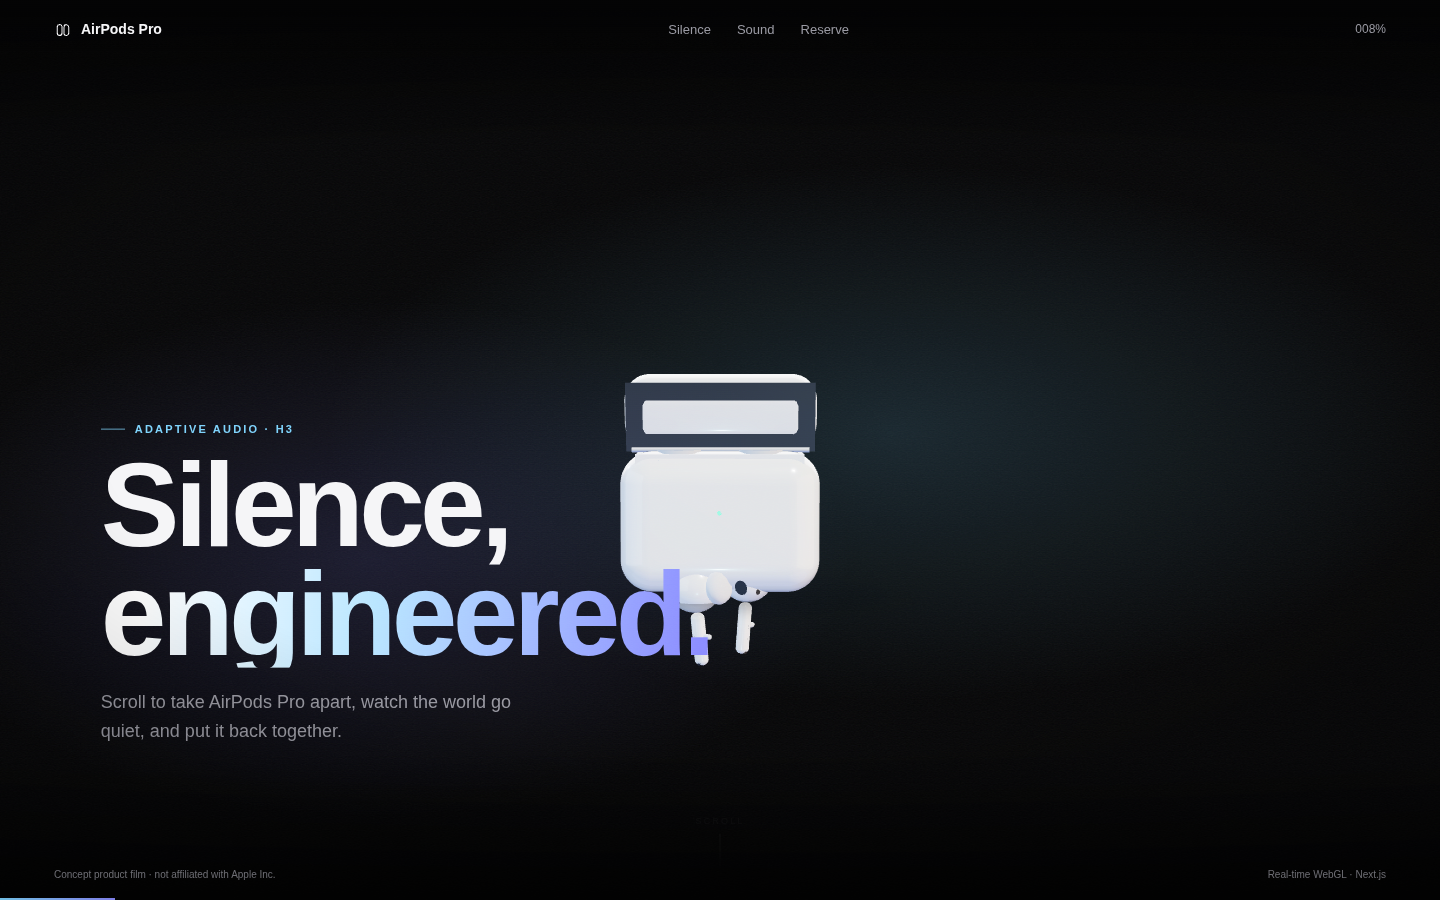 AirPods Pro
Silence
Sound
Reserve
008%
ADAPTIVE AUDIO · H3
Silence,
engineered.
Scroll to take AirPods Pro apart, watch the world go
quiet, and put it back together.
SCROLL
Concept product film · not affiliated with Apple Inc.
Real-time WebGL · Next.js